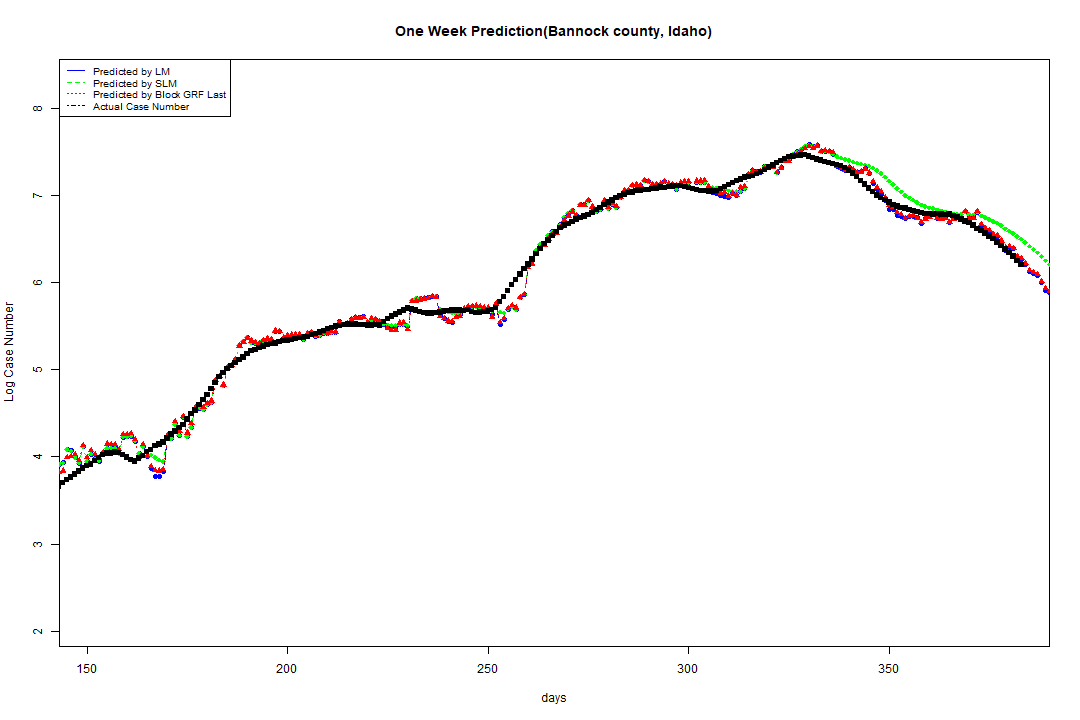 One Week Prediction(Bannock county, Idaho)
Predicted by LM
Predicted by SLM
Predicted by Block GRF Last
Actual Case Number
8
7
6
5
4
3
2
Log Case Number
150 200 250 300 350
days